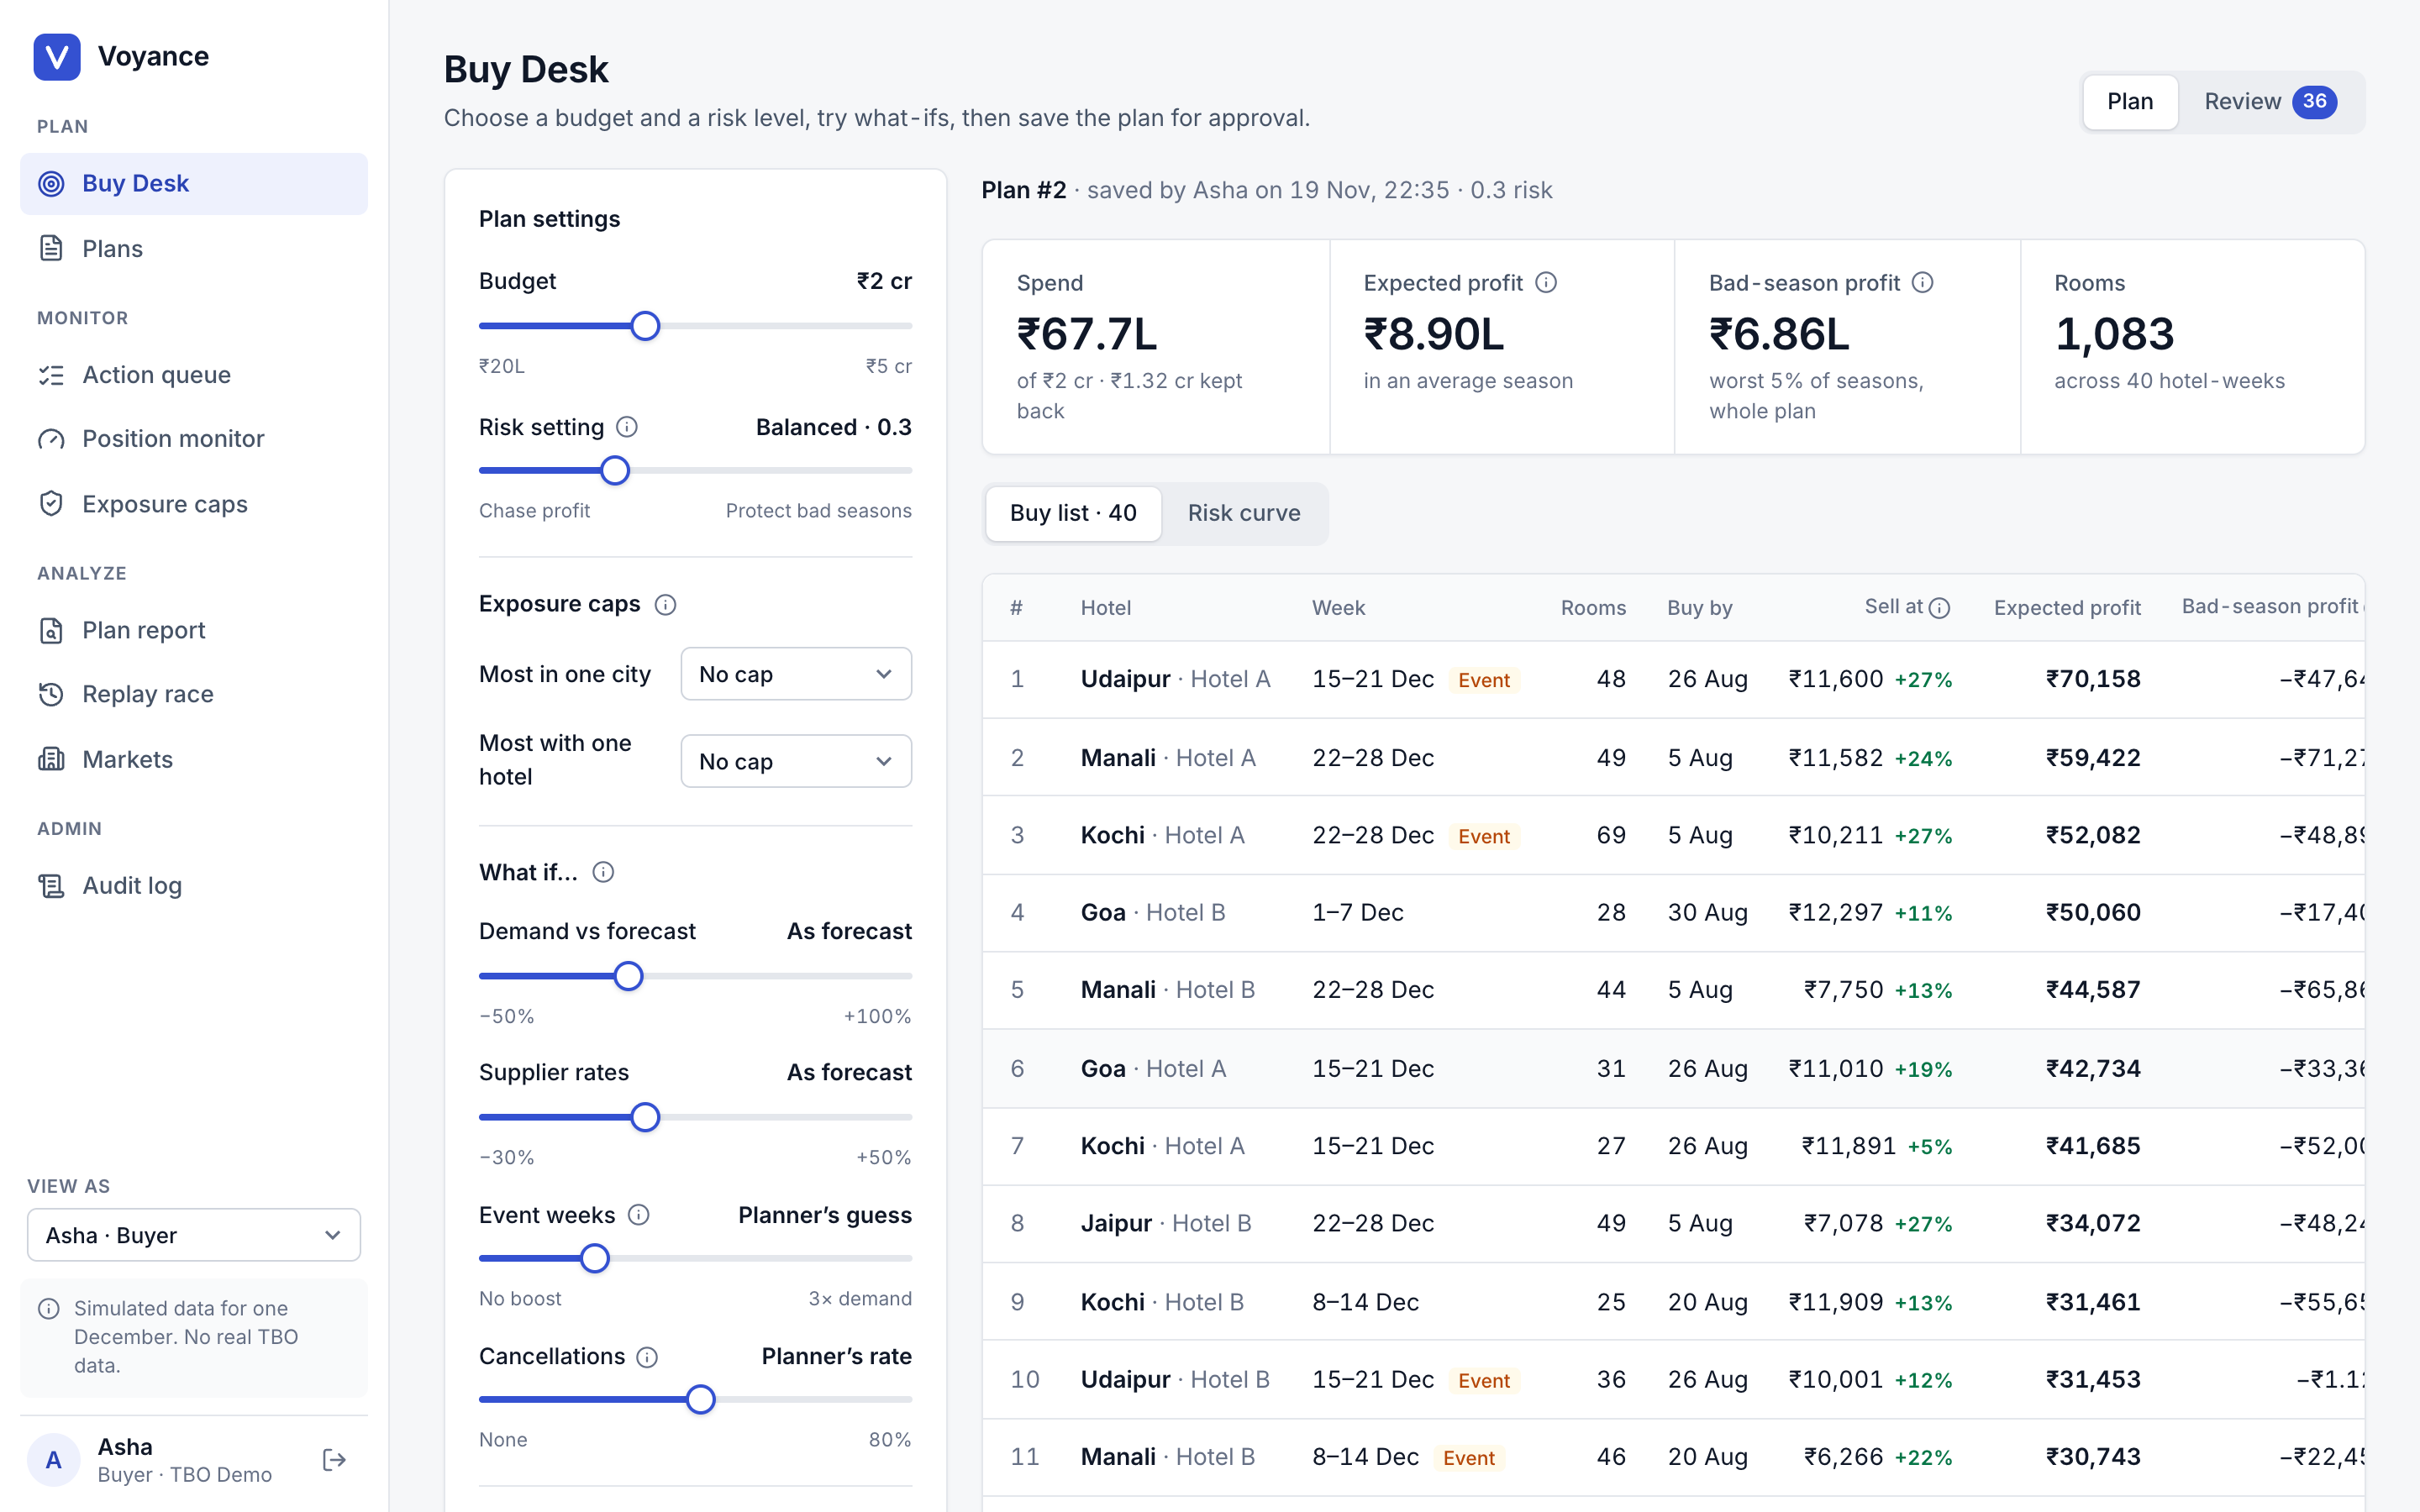 Voyance
PLAN
Buy Desk
Plans
MONITOR
Action queue
Position monitor
Exposure caps
ANALYZE
Plan report
Replay race
Markets
ADMIN
Audit log
VIEW AS
Asha · Buyer
Simulated data for one
December. No real TBO
data.
A
Asha
Buyer · TBO Demo
Buy Desk
Choose a budget and a risk level, try what-ifs, then save the plan for approval.
Plan
Review 36
Plan settings
Budget ₹2 cr
₹20L ₹5 cr
Risk setting Balanced · 0.3
Chase profit Protect bad seasons
Exposure caps
Most in one city No cap
Most with one
hotel
No cap
What if…
Demand vs forecast As forecast
−50% +100%
Supplier rates As forecast
−30% +50%
Event weeks Planner’s guess
No boost 3× demand
Cancellations Planner’s rate
None 80%
Plan #2 · saved by Asha on 19 Nov, 22:35 · 0.3 risk
Spend
₹67.7L
of ₹2 cr · ₹1.32 cr kept
back
Expected profit
₹8.90L
in an average season
Bad-season profit
₹6.86L
worst 5% of seasons,
whole plan
Rooms
1,083
across 40 hotel-weeks
Buy list · 40
Risk curve
# Hotel Week Rooms Buy by Sell at Expected profit Bad-season profit
1 Udaipur · Hotel A 15–21 Dec Event 48 26 Aug ₹11,600 +27% ₹70,158
2 Manali · Hotel A 22–28 Dec 49 5 Aug ₹11,582 +24% ₹59,422
3 Kochi · Hotel A 22–28 Dec Event 69 5 Aug ₹10,211 +27% ₹52,082
4 Goa · Hotel B 1–7 Dec 28 30 Aug ₹12,297 +11% ₹50,060
5 Manali · Hotel B 22–28 Dec 44 5 Aug ₹7,750 +13% ₹44,587
6 Goa · Hotel A 15–21 Dec 31 26 Aug ₹11,010 +19% ₹42,734
7 Kochi · Hotel A 15–21 Dec 27 26 Aug ₹11,891 +5% ₹41,685
8 Jaipur · Hotel B 22–28 Dec 49 5 Aug ₹7,078 +27% ₹34,072
9 Kochi · Hotel B 8–14 Dec 25 20 Aug ₹11,909 +13% ₹31,461
10 Udaipur · Hotel B 15–21 Dec Event 36 26 Aug ₹10,001 +12% ₹31,453
11 Manali · Hotel B 8–14 Dec Event 46 20 Aug ₹6,266 +22% ₹30,743